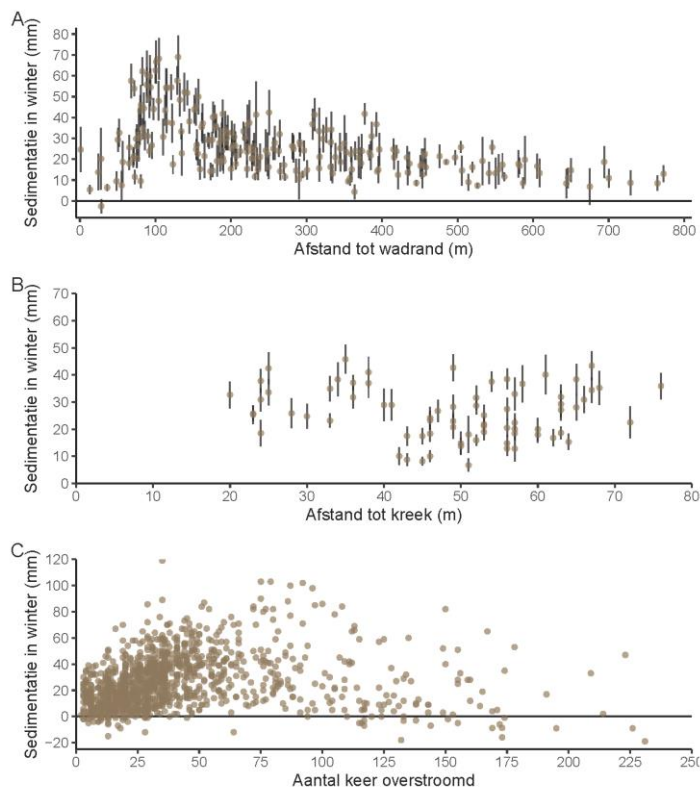 A
Sedimentatie in winter (mm)
80
70
60
50
40
30
20
10
0
0 100 200 300 400 500 600 700 800
Afstand tot wadrand (m)
B
Sedimentatie in winter (mm)
70
60
50
40
30
20
10
0
0 10 20 30 40 50 60 70 80
Afstand tot kreek (m)
C
Sedimentatie in winter (mm)
120
100
80
60
40
20
0
−20
0 25 50 75 100 125 150 175 200 225 250
Aantal keer overstroomd